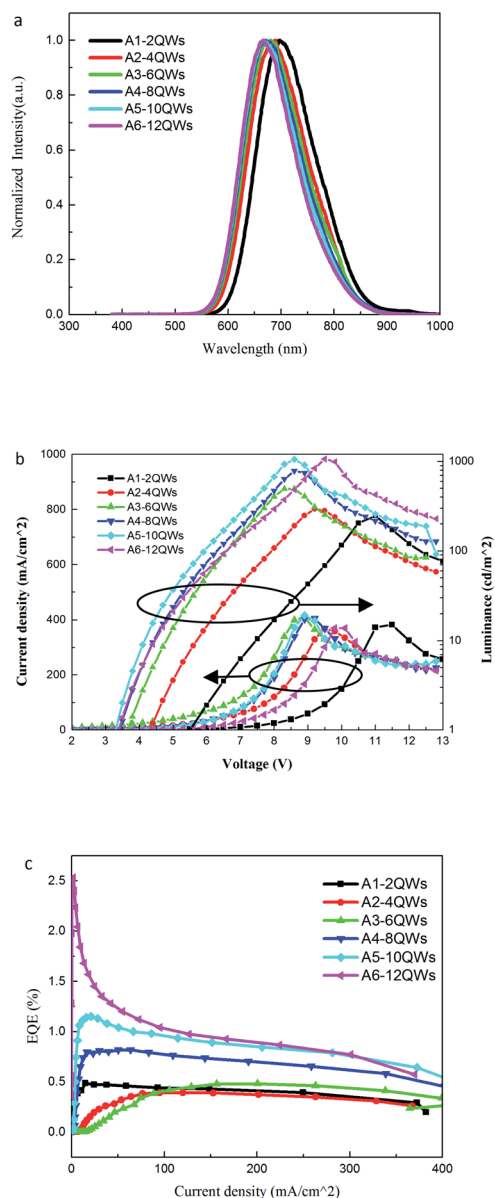 a
1.0
0.8
0.6
0.4
0.2
0.0
Normalized Intensity(a.u.)
A1-2QWs
A2-4QWs
A3-6QWs
A4-8QWs
A5-10QWs
A6-12QWs
300 400 500 600 700 800 900 1000
Wavelength (nm)
b
1000
800
600
400
200
0
Current density (mA/cm^2)
A1-2QWs
A2-4QWs
A3-6QWs
A4-8QWs
A5-10QWs
A6-12QWs
1000
100
10
1
Luminance (cd/m^2)
2 3 4 5 6 7 8 9 10 11 12 13
Voltage (V)
c
2.5
2.0
1.5
1.0
0.5
0.0
EQE (%)
A1-2QWs
A2-4QWs
A3-6QWs
A4-8QWs
A5-10QWs
A6-12QWs
0 100 200 300 400
Current density (mA/cm^2)